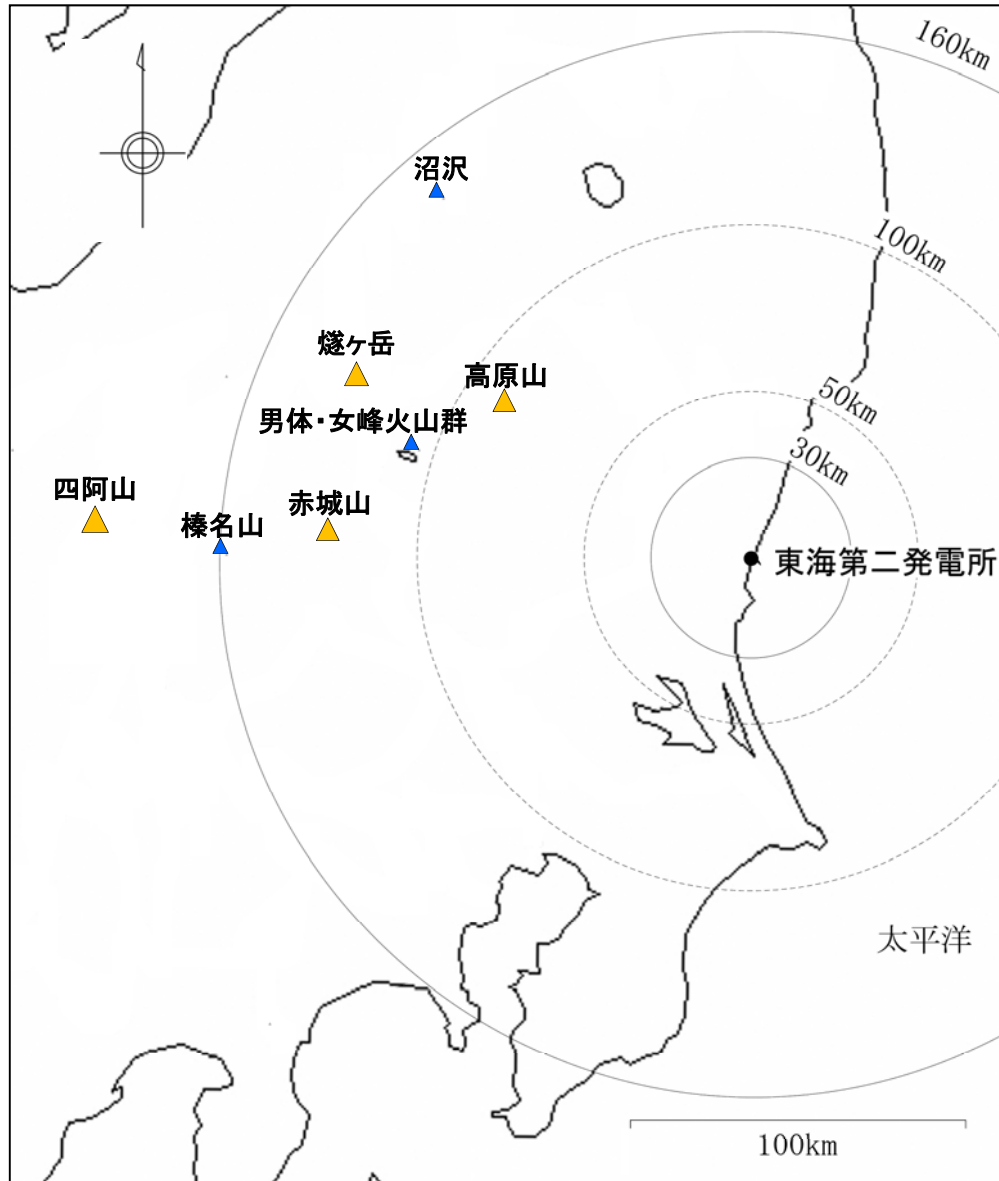 160km
沼沢
100km
燧ヶ岳
高原山
50km
男体・女峰火山群
30km
四阿山
赤城山
榛名山
東海第二発電所
太平洋
100km